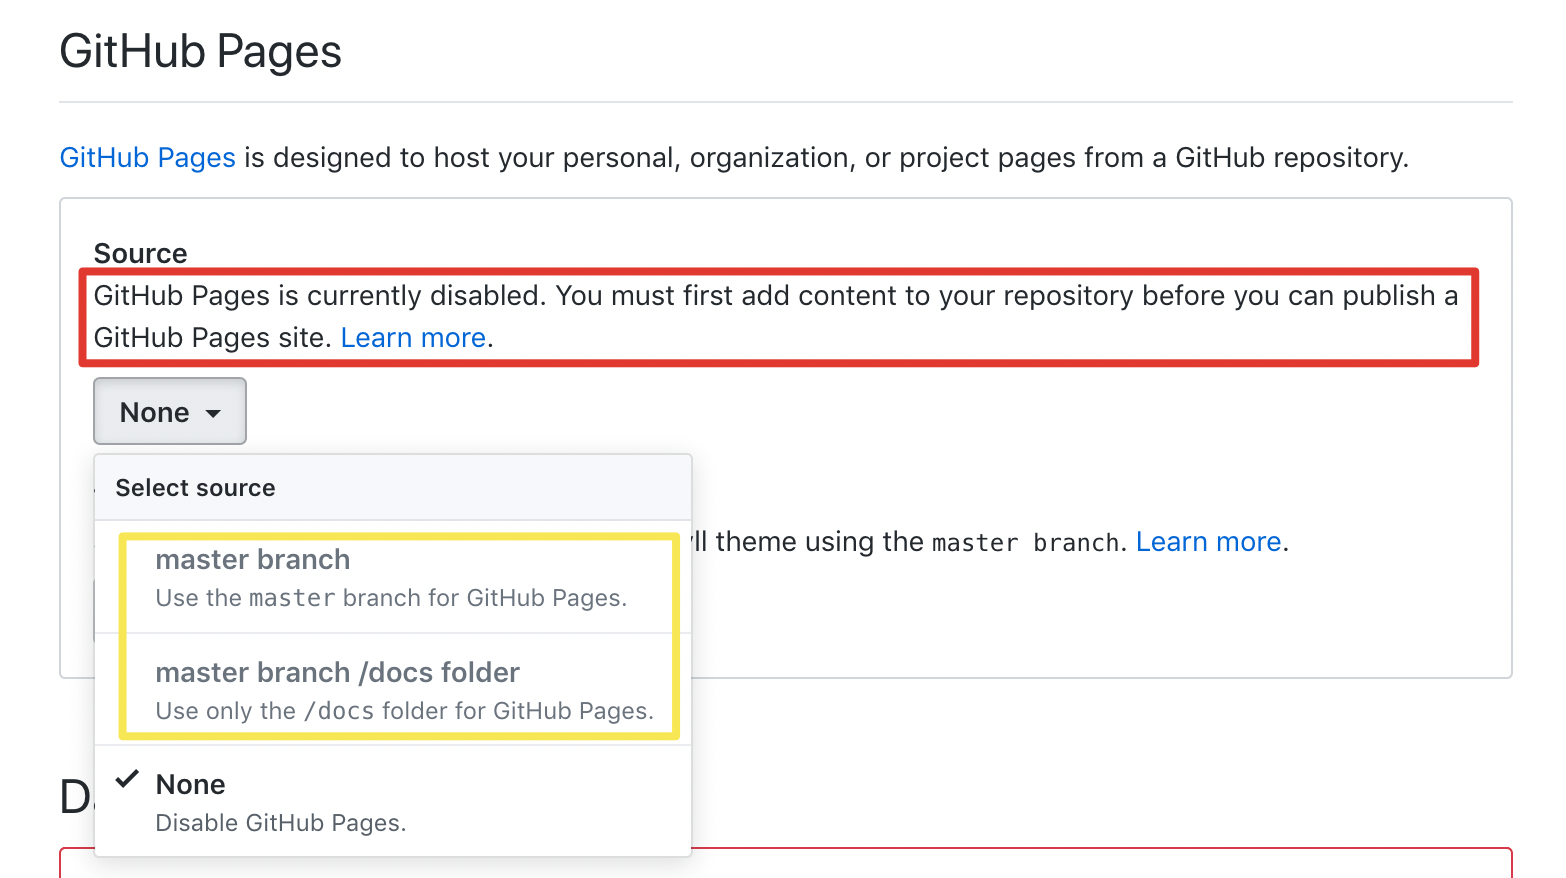 GitHub Pages
GitHub Pages is designed to host your personal, organization, or project pages from a GitHub repository.
Source
GitHub Pages is currently disabled. You must first add content to your repository before you can publish a
GitHub Pages site. Learn more.
None
Select source
master branch
Use the master branch for GitHub Pages.
ll theme using the master branch. Learn more.
master branch /docs folder
Use only the /docs folder for GitHub Pages.
None
Disable GitHub Pages.
D